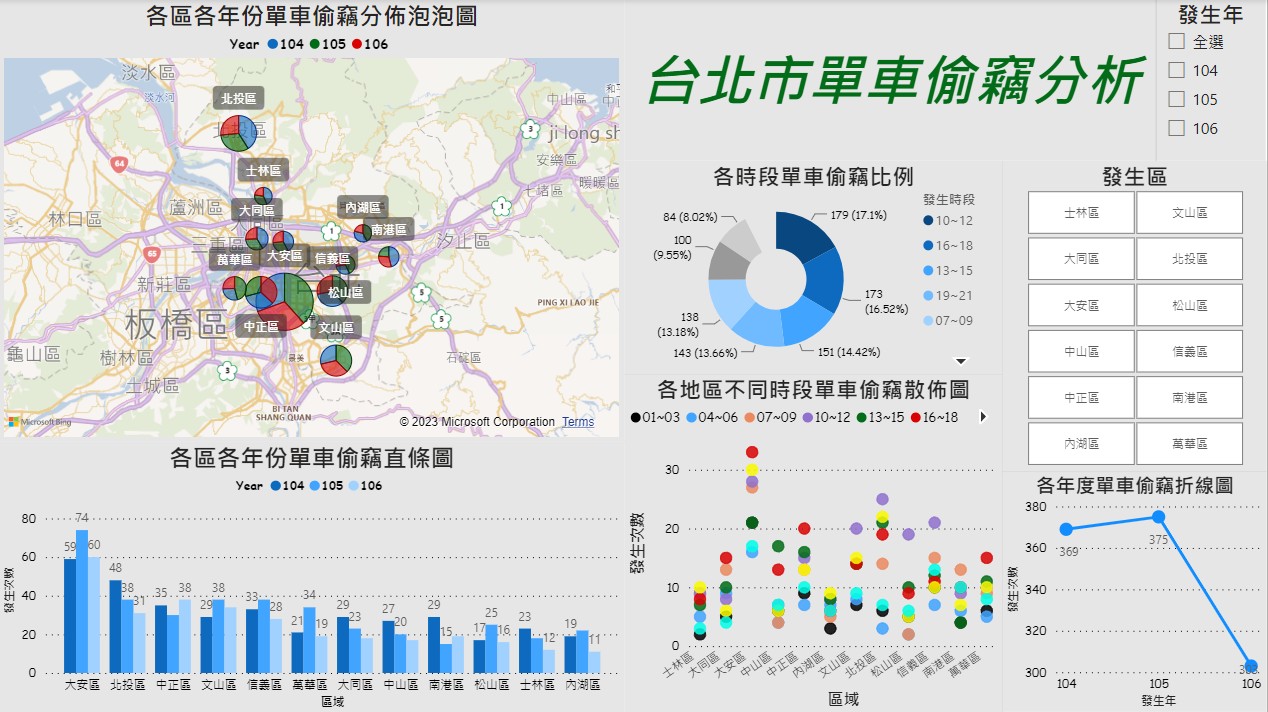 各區各年份單車偷竊分佈泡泡圖
Year 104 105 106
淡水區
淡水河
北投區
士林區
大同區
內湖區
南港區
萬華區
大安區
信義區
松山區
中正區
文山區
林口區
蘆洲區
二重區
新莊區
板橋區
龜山區
樹林區
土城區
汐止區
中山區
ji long sh
安樂區
七堵區
暖暖區
石碇區
PING XI LAO JIE
BI TAN
SHANG QUAN
64
65
3
1
1
5
5
3
Microsoft Bing
© 2023 Microsoft Corporation Terms
各區各年份單車偷竊直條圖
Year 104 105 106
發生次數
80
60
40
20
0
59 74 60
48 38 31
35 38
29 38
33 28
21 34 19
29 23
27 20
29 15
17 25 16
23 12
19 11
大安區 北投區 中正區 文山區 信義區 萬華區 大同區 中山區 南港區 松山區 士林區 內湖區
區域
台北市單車偷竊分析
發生年
全選
104
105
106
各時段單車偷竊比例
179 (17.1%)
173
(16.52%)
151 (14.42%)
143 (13.66%)
138
(13.18%)
100
(9.55%)
84 (8.02%)
發生時段
10~12
16~18
13~15
19~21
07~09
發生區
士林區 文山區
大同區 北投區
大安區 松山區
中山區 信義區
中正區 南港區
內湖區 萬華區
各地區不同時段單車偷竊散佈圖
01~03 04~06 07~09 10~12 13~15 16~18
發生次數
30
20
10
0
士林區 大同區 大安區 中山區 中正區 內湖區 文山區 北投區 松山區 信義區 南港區 萬華區
區域
各年度單車偷竊折線圖
發生次數
380
360
340
320
300
369
375
303
104 105 106
發生年